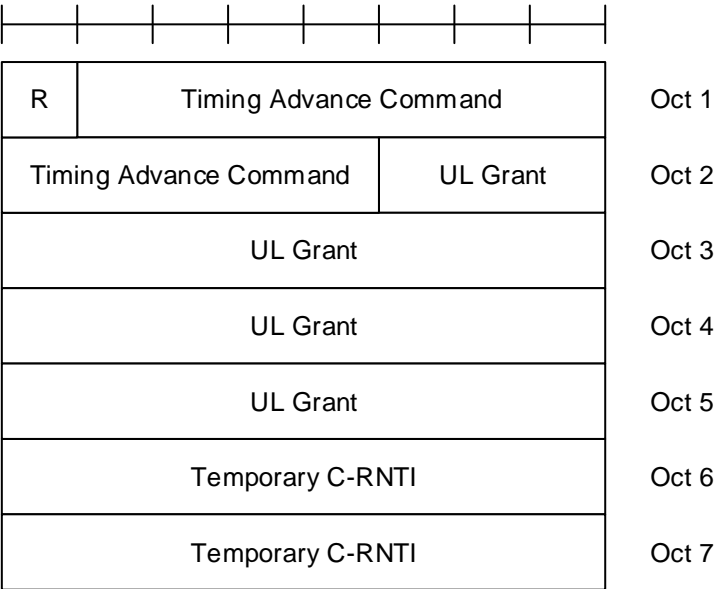 R Timing Advance Command Oct 1
Timing Advance Command UL Grant Oct 2
UL Grant Oct 3
UL Grant Oct 4
UL Grant Oct 5
Temporary C-RNTI Oct 6
Temporary C-RNTI Oct 7